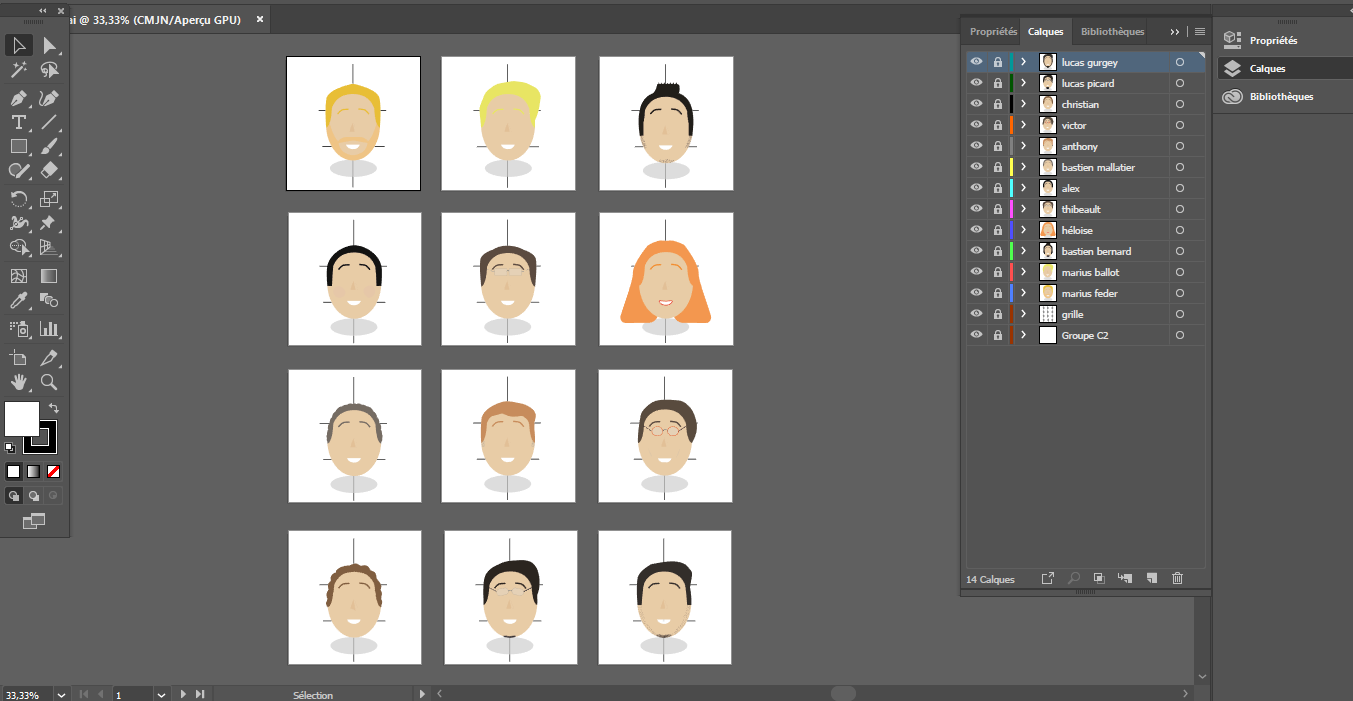 ai @ 33,33% (CMJN/Aperçu GPU)
Propriétés Calques Bibliothèques
lucas gurgey
lucas picard
christian
victor
anthony
bastien mallatier
alex
thibeault
héloise
bastien bernard
marius ballot
marius feder
grille
Groupe C2
14 Calques
Propriétés
Calques
Bibliothèques
33,33% 1 Sélection